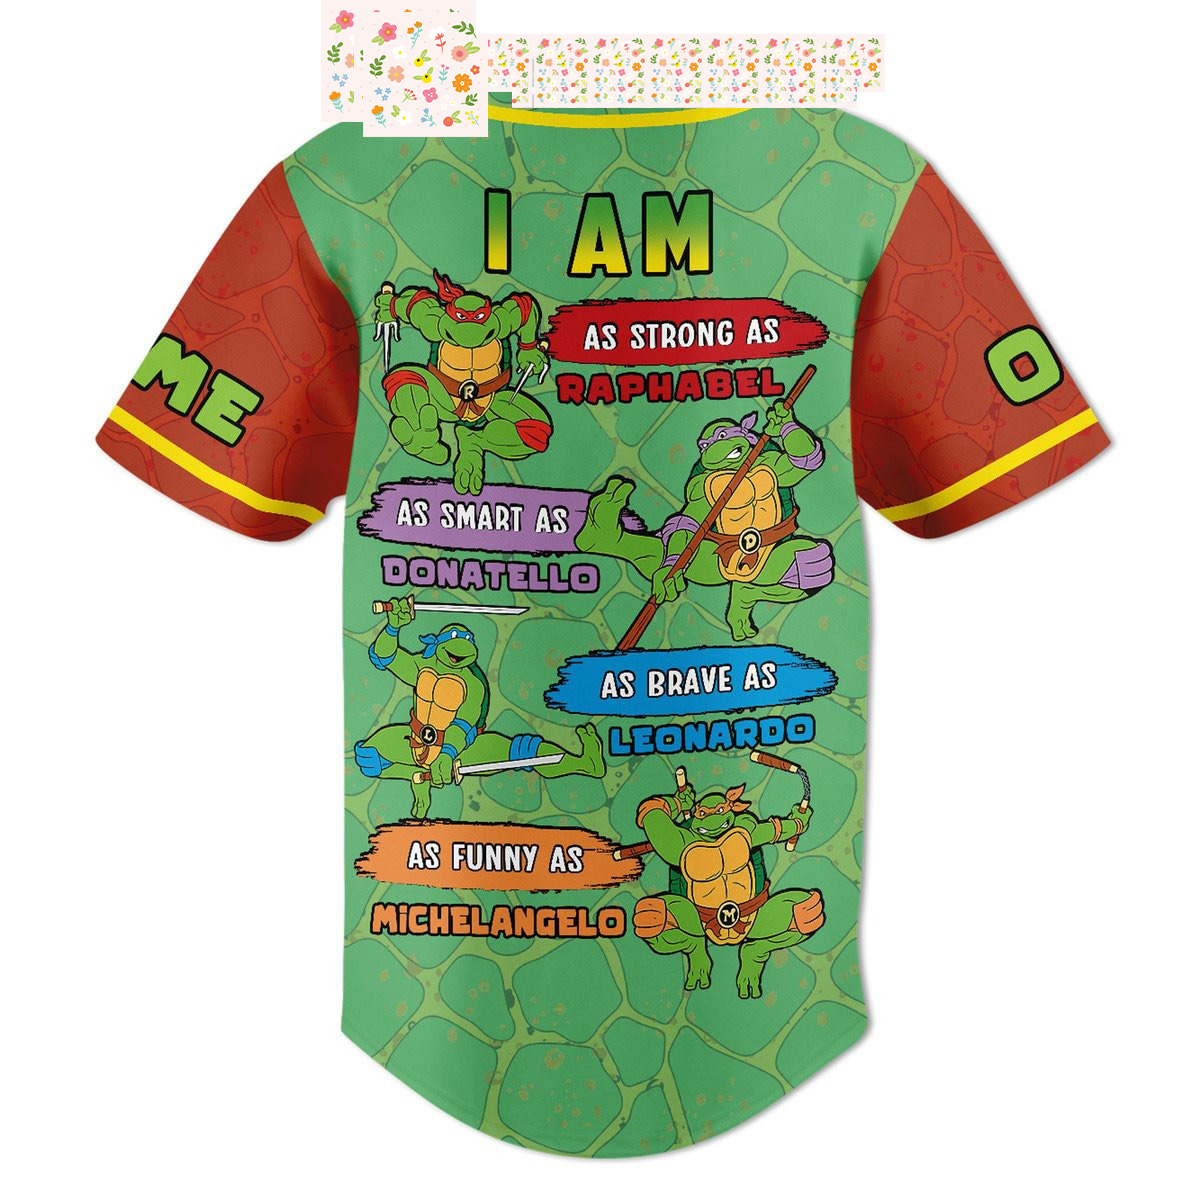 I AM
AS STRONG AS
RAPHABEL
AS SMART AS
DONATELLO
AS BRAVE AS
LEONARDO
AS FUNNY AS
MiCHELANGELO
ME
O
R
D
L
M